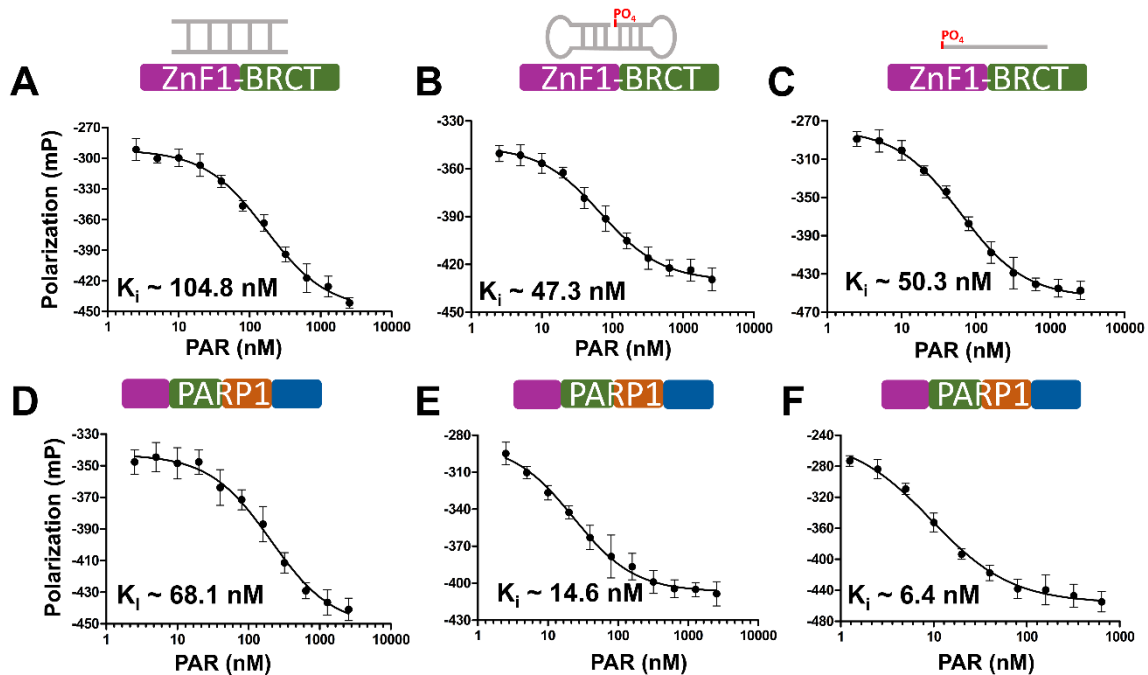 PO4
PO4
A
ZnF1-BRCT
B
ZnF1-BRCT
C
ZnF1-BRCT
Polarization (mP)
-270
-300
-330
-360
-390
-420
-450
Ki ~ 104.8 nM
1
10
100
1000
10000
PAR (nM)
-330
-360
-390
-420
-450
Ki ~ 47.3 nM
1
10
100
1000
10000
PAR (nM)
-270
-310
-350
-390
-430
-470
Ki ~ 50.3 nM
1
10
100
1000
10000
PAR (nM)
D
PARP1
E
PARP1
F
PARP1
Polarization (mP)
-330
-360
-390
-420
-450
KI ~ 68.1 nM
1
10
100
1000
10000
PAR (nM)
-280
-310
-340
-370
-400
-430
Ki ~ 14.6 nM
1
10
100
1000
10000
PAR (nM)
-240
-280
-320
-360
-400
-440
-480
Ki ~ 6.4 nM
1
10
100
1000
PAR (nM)